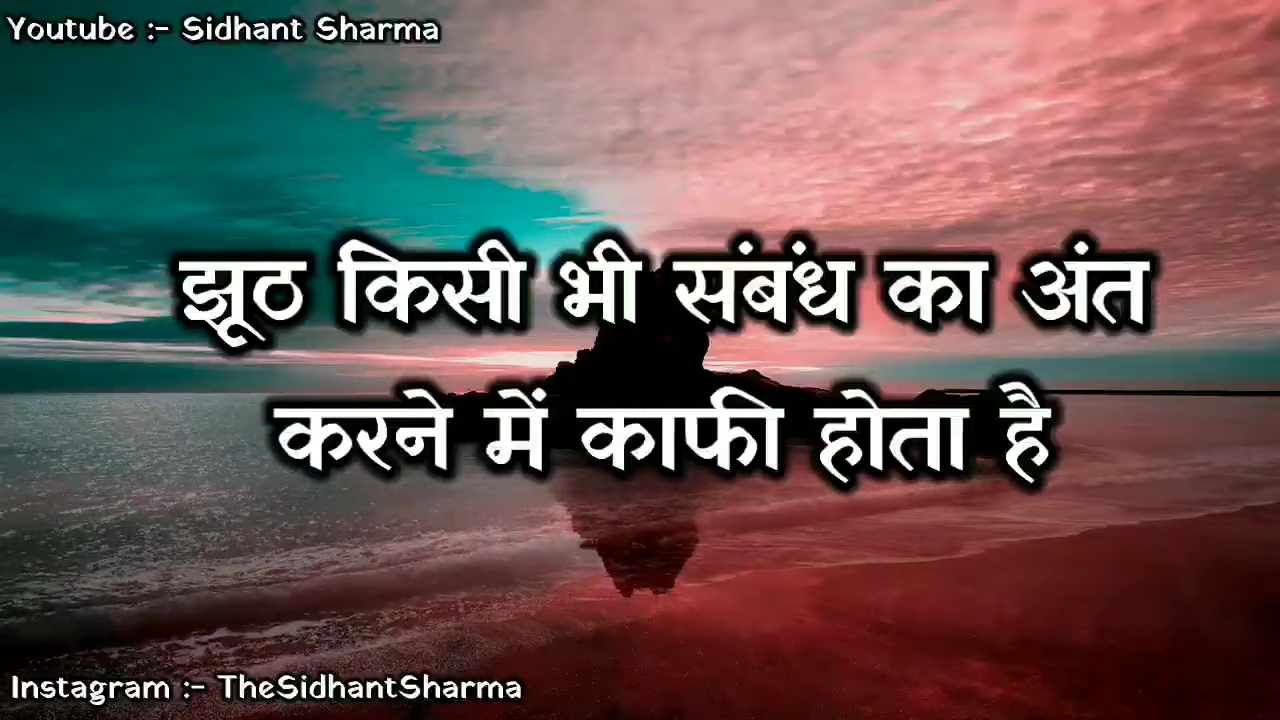 Youtube :- Sidhant Sharma
झूठ किसी भी संबंध का अंत
करने में काफी होता है
Instagram :- TheSidhantSharma